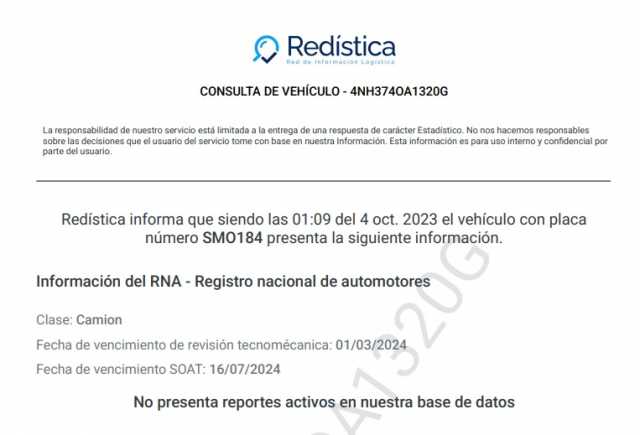 Redística
Red de Información Logística
CONSULTA DE VEHÍCULO - 4NH374OA1320G
La responsabilidad de nuestro servicio está limitada a la entrega de una respuesta de carácter Estadístico. No nos hacemos responsables
sobre las decisiones que el usuario del servicio tome con base en nuestra Información. Esta información es para uso interno y confidencial por
parte del usuario.
Redística informa que siendo las 01:09 del 4 oct. 2023 el vehículo con placa
número SMO184 presenta la siguiente información.
Información del RNA - Registro nacional de automotores
Clase: Camion
Fecha de vencimiento de revisión tecnomécanica: 01/03/2024
Fecha de vencimiento SOAT: 16/07/2024
No presenta reportes activos en nuestra base de datos
A1320G